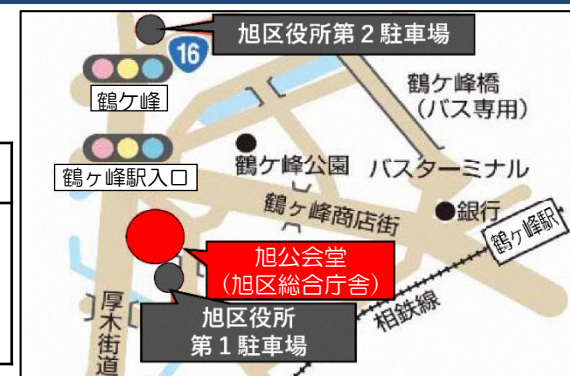 旭区役所第2駐車場
16
鶴ケ峰
鶴ケ峰橋
(バス専用)
鶴ヶ峰駅入口
鶴ケ峰公園
バスターミナル
鶴ヶ峰商店街
銀行
鶴ヶ峰駅
旭公会堂
(旭区総合庁舎)
旭区役所
第1駐車場
相鉄線
厚木街道